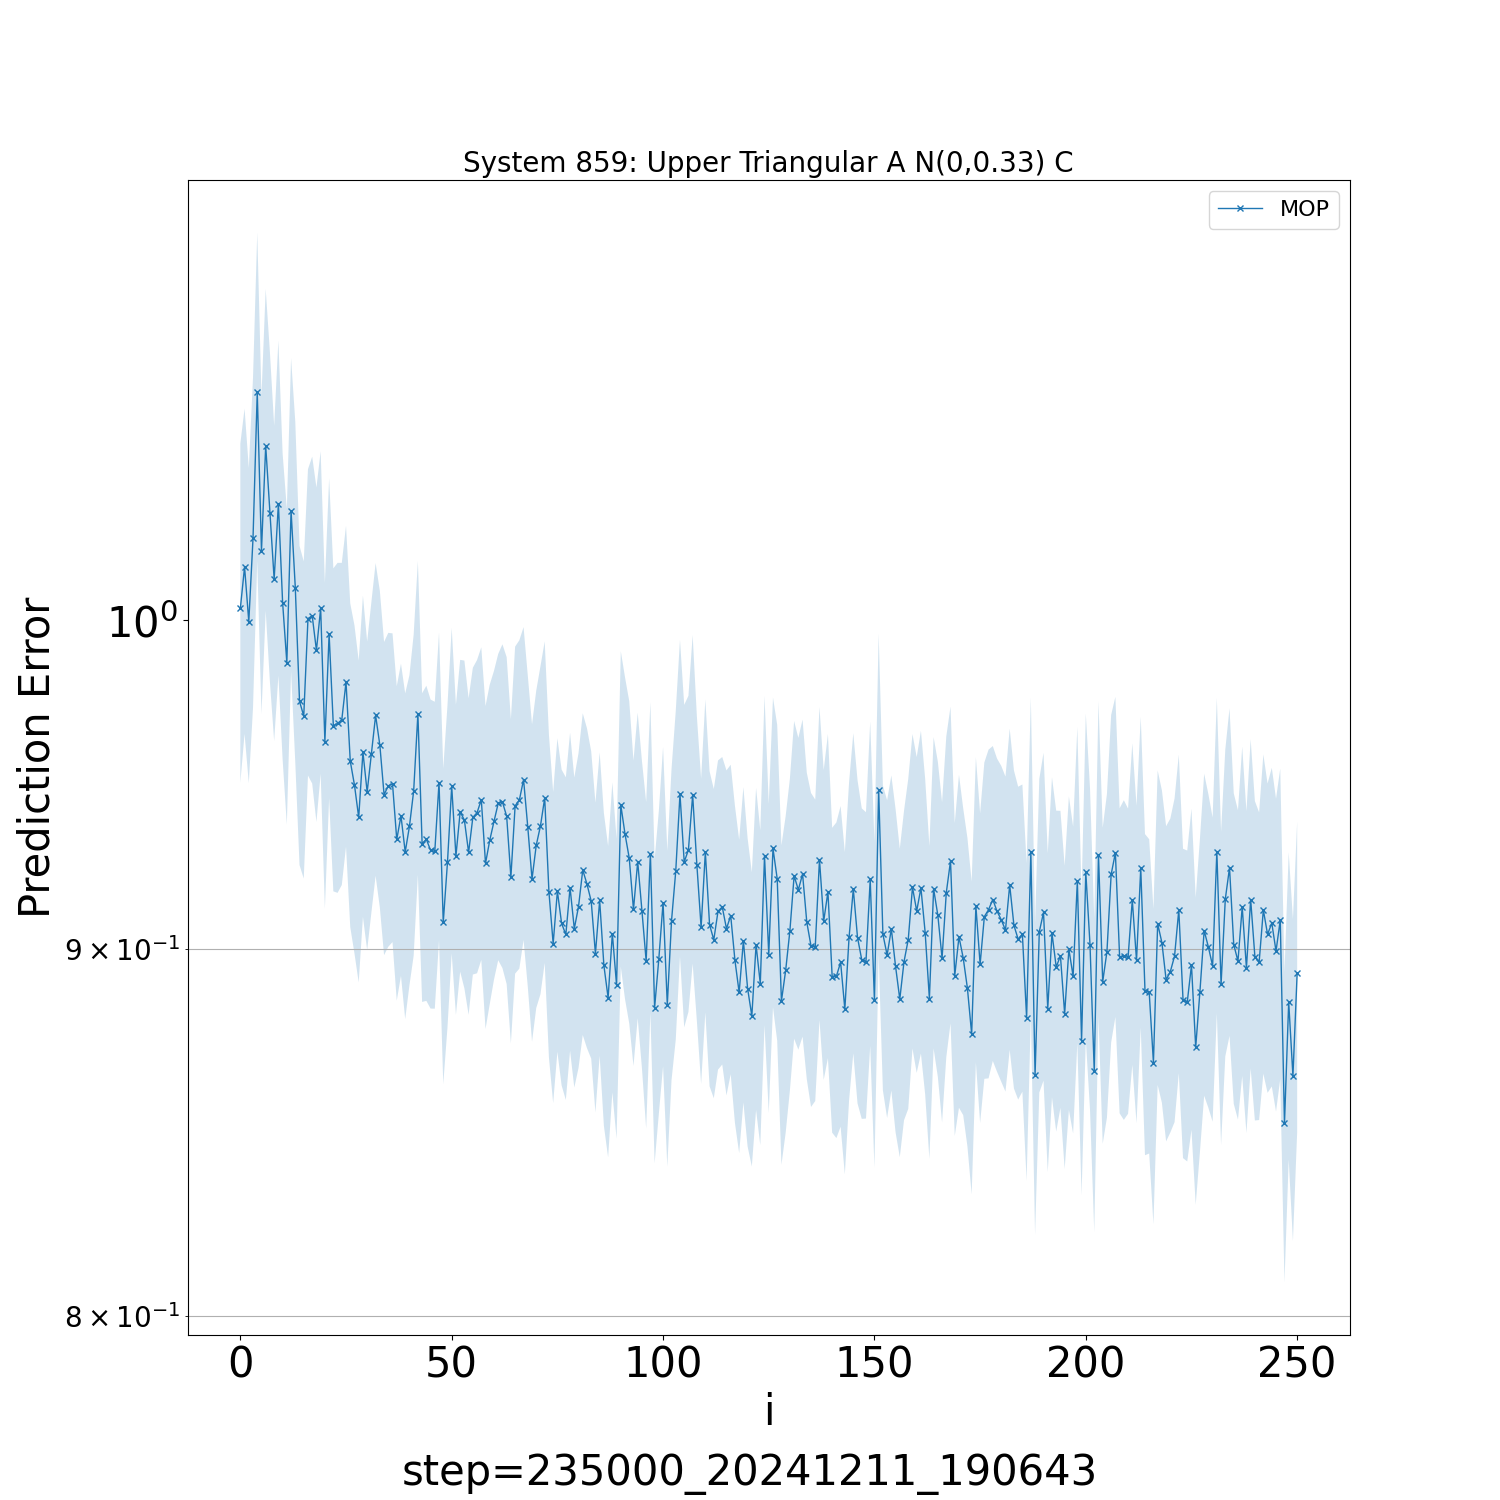 System 859: Upper Triangular A N(0,0.33) C
MOP
Prediction Error
10⁰
9 × 10⁻¹
8 × 10⁻¹
0 50 100 150 200 250
i
step=235000_20241211_190643